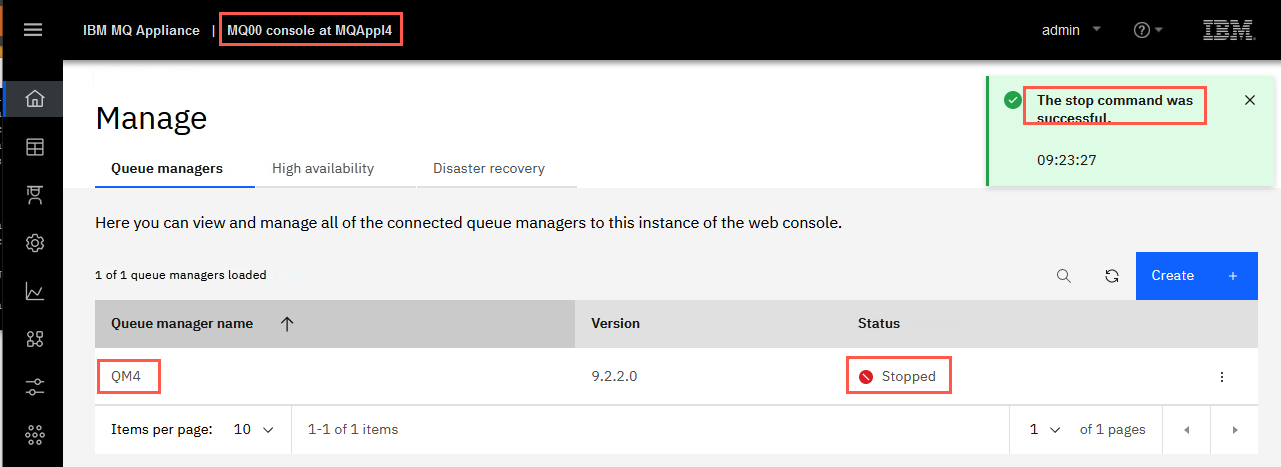 IBM MQ Appliance | MQ00 console at MQAppl4
admin
IBM
The stop command was
successful.
09:23:27
Manage
Queue managers High availability Disaster recovery
Here you can view and manage all of the connected queue managers to this instance of the web console.
1 of 1 queue managers loaded
Create +
Queue manager name Version Status
QM4 9.2.2.0 Stopped
Items per page: 10 1-1 of 1 items 1 of 1 pages